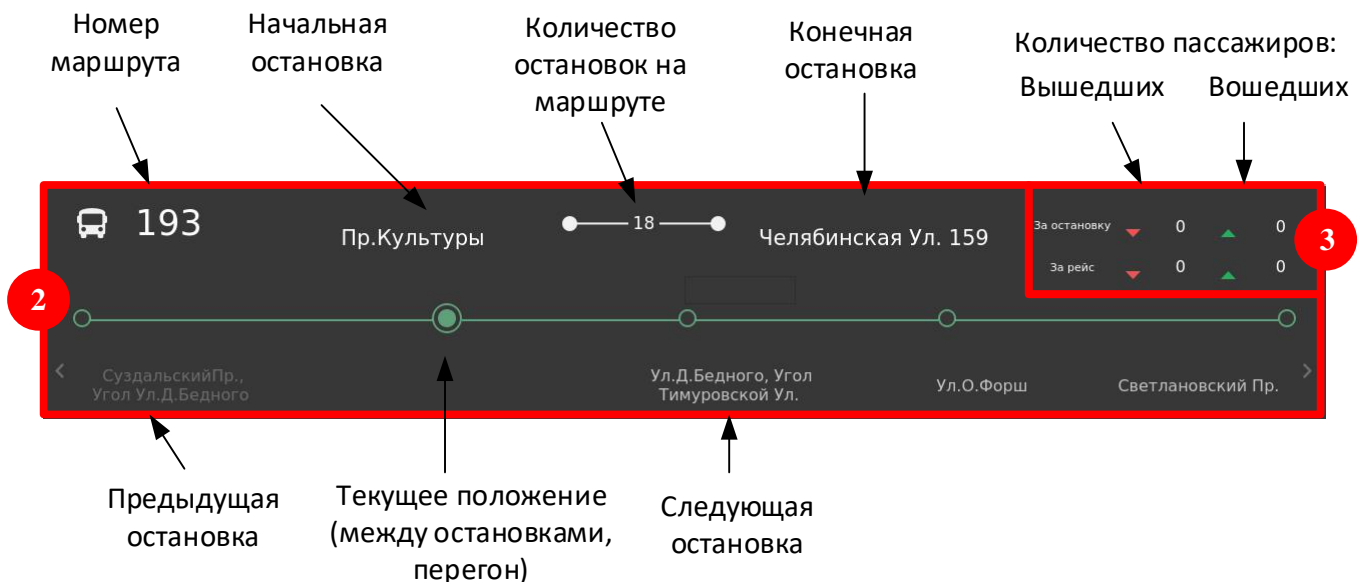 Номер
маршрута
Начальная
остановка
Количество
остановок на
маршруте
Конечная
остановка
Количество пассажиров:
Вышедших Вошедших
193
Пр.Культуры
18
Челябинская Ул. 159
За остановку 0 0
За рейс 0 0
3
2
СуздальскийПр.,
Угол Ул.Д.Бедного
Ул.Д.Бедного, Угол
Тимуровской Ул.
Ул.О.Форш
Светлановский Пр.
Предыдущая
остановка
Текущее положение
(между остановками,
перегон)
Следующая
остановка